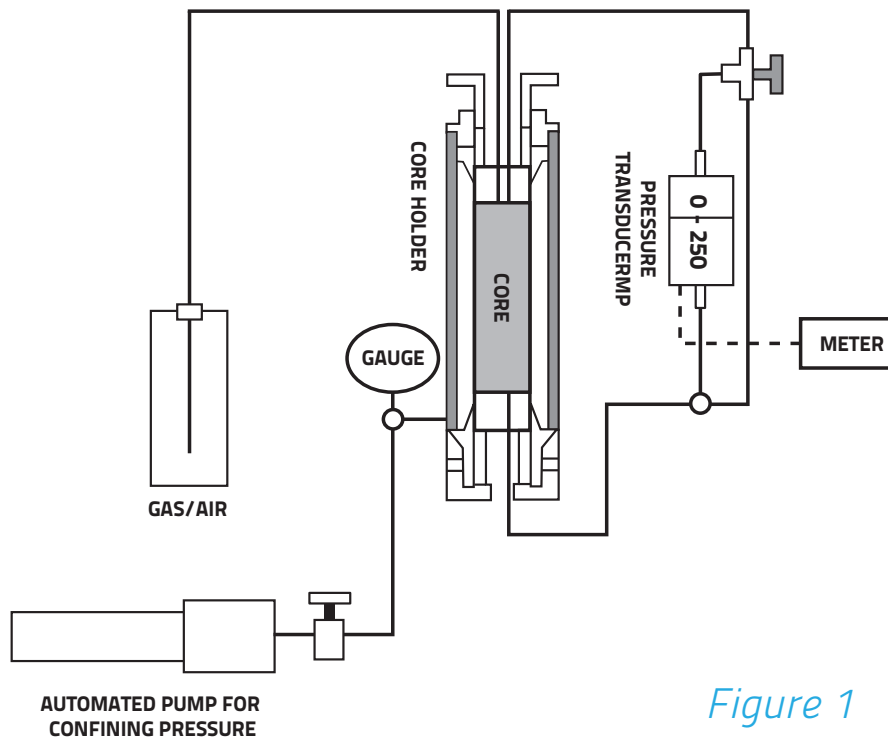 CORE HOLDER
CORE
PRESSURE
TRANSDUCERMP
0 - 250
GAUGE
METER
GAS/AIR
AUTOMATED PUMP FOR
CONFINING PRESSURE
Figure 1